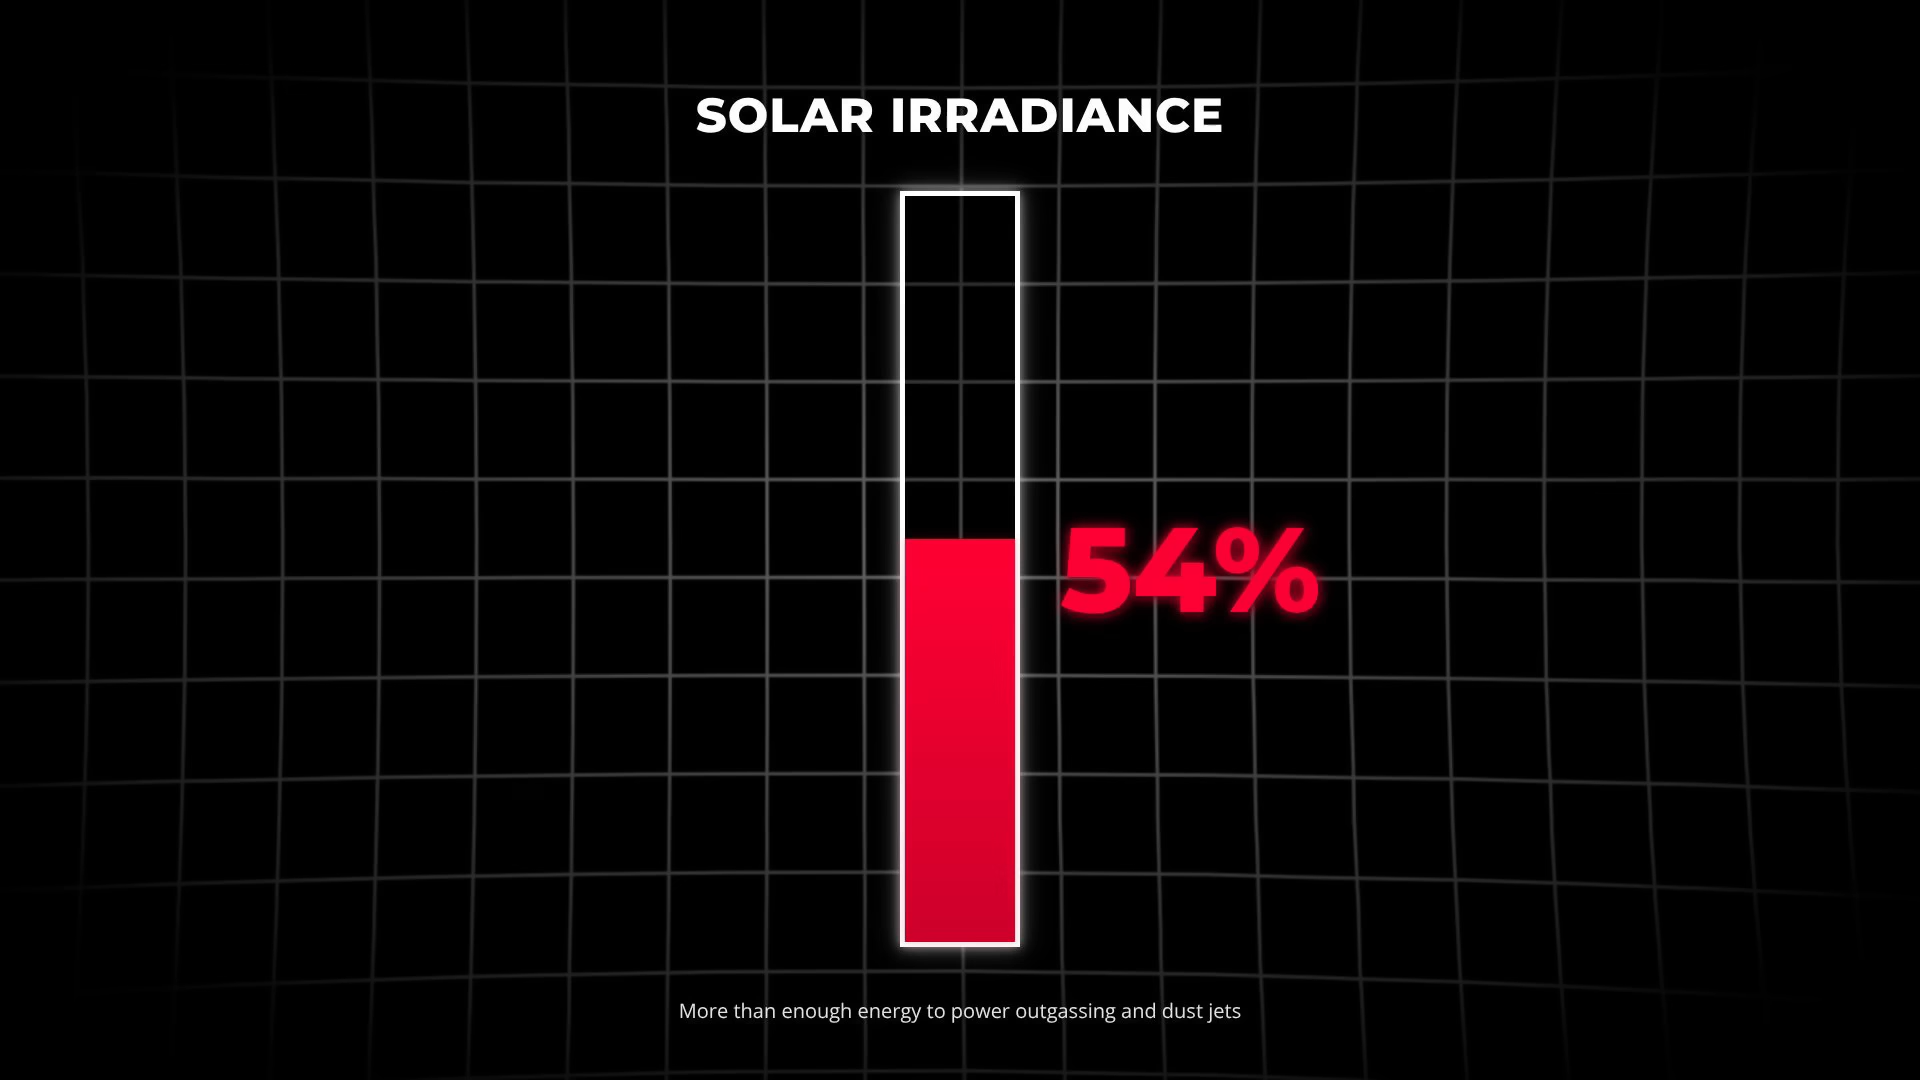 SOLAR IRRADIANCE
54%
More than enough energy to power outgassing and dust jets